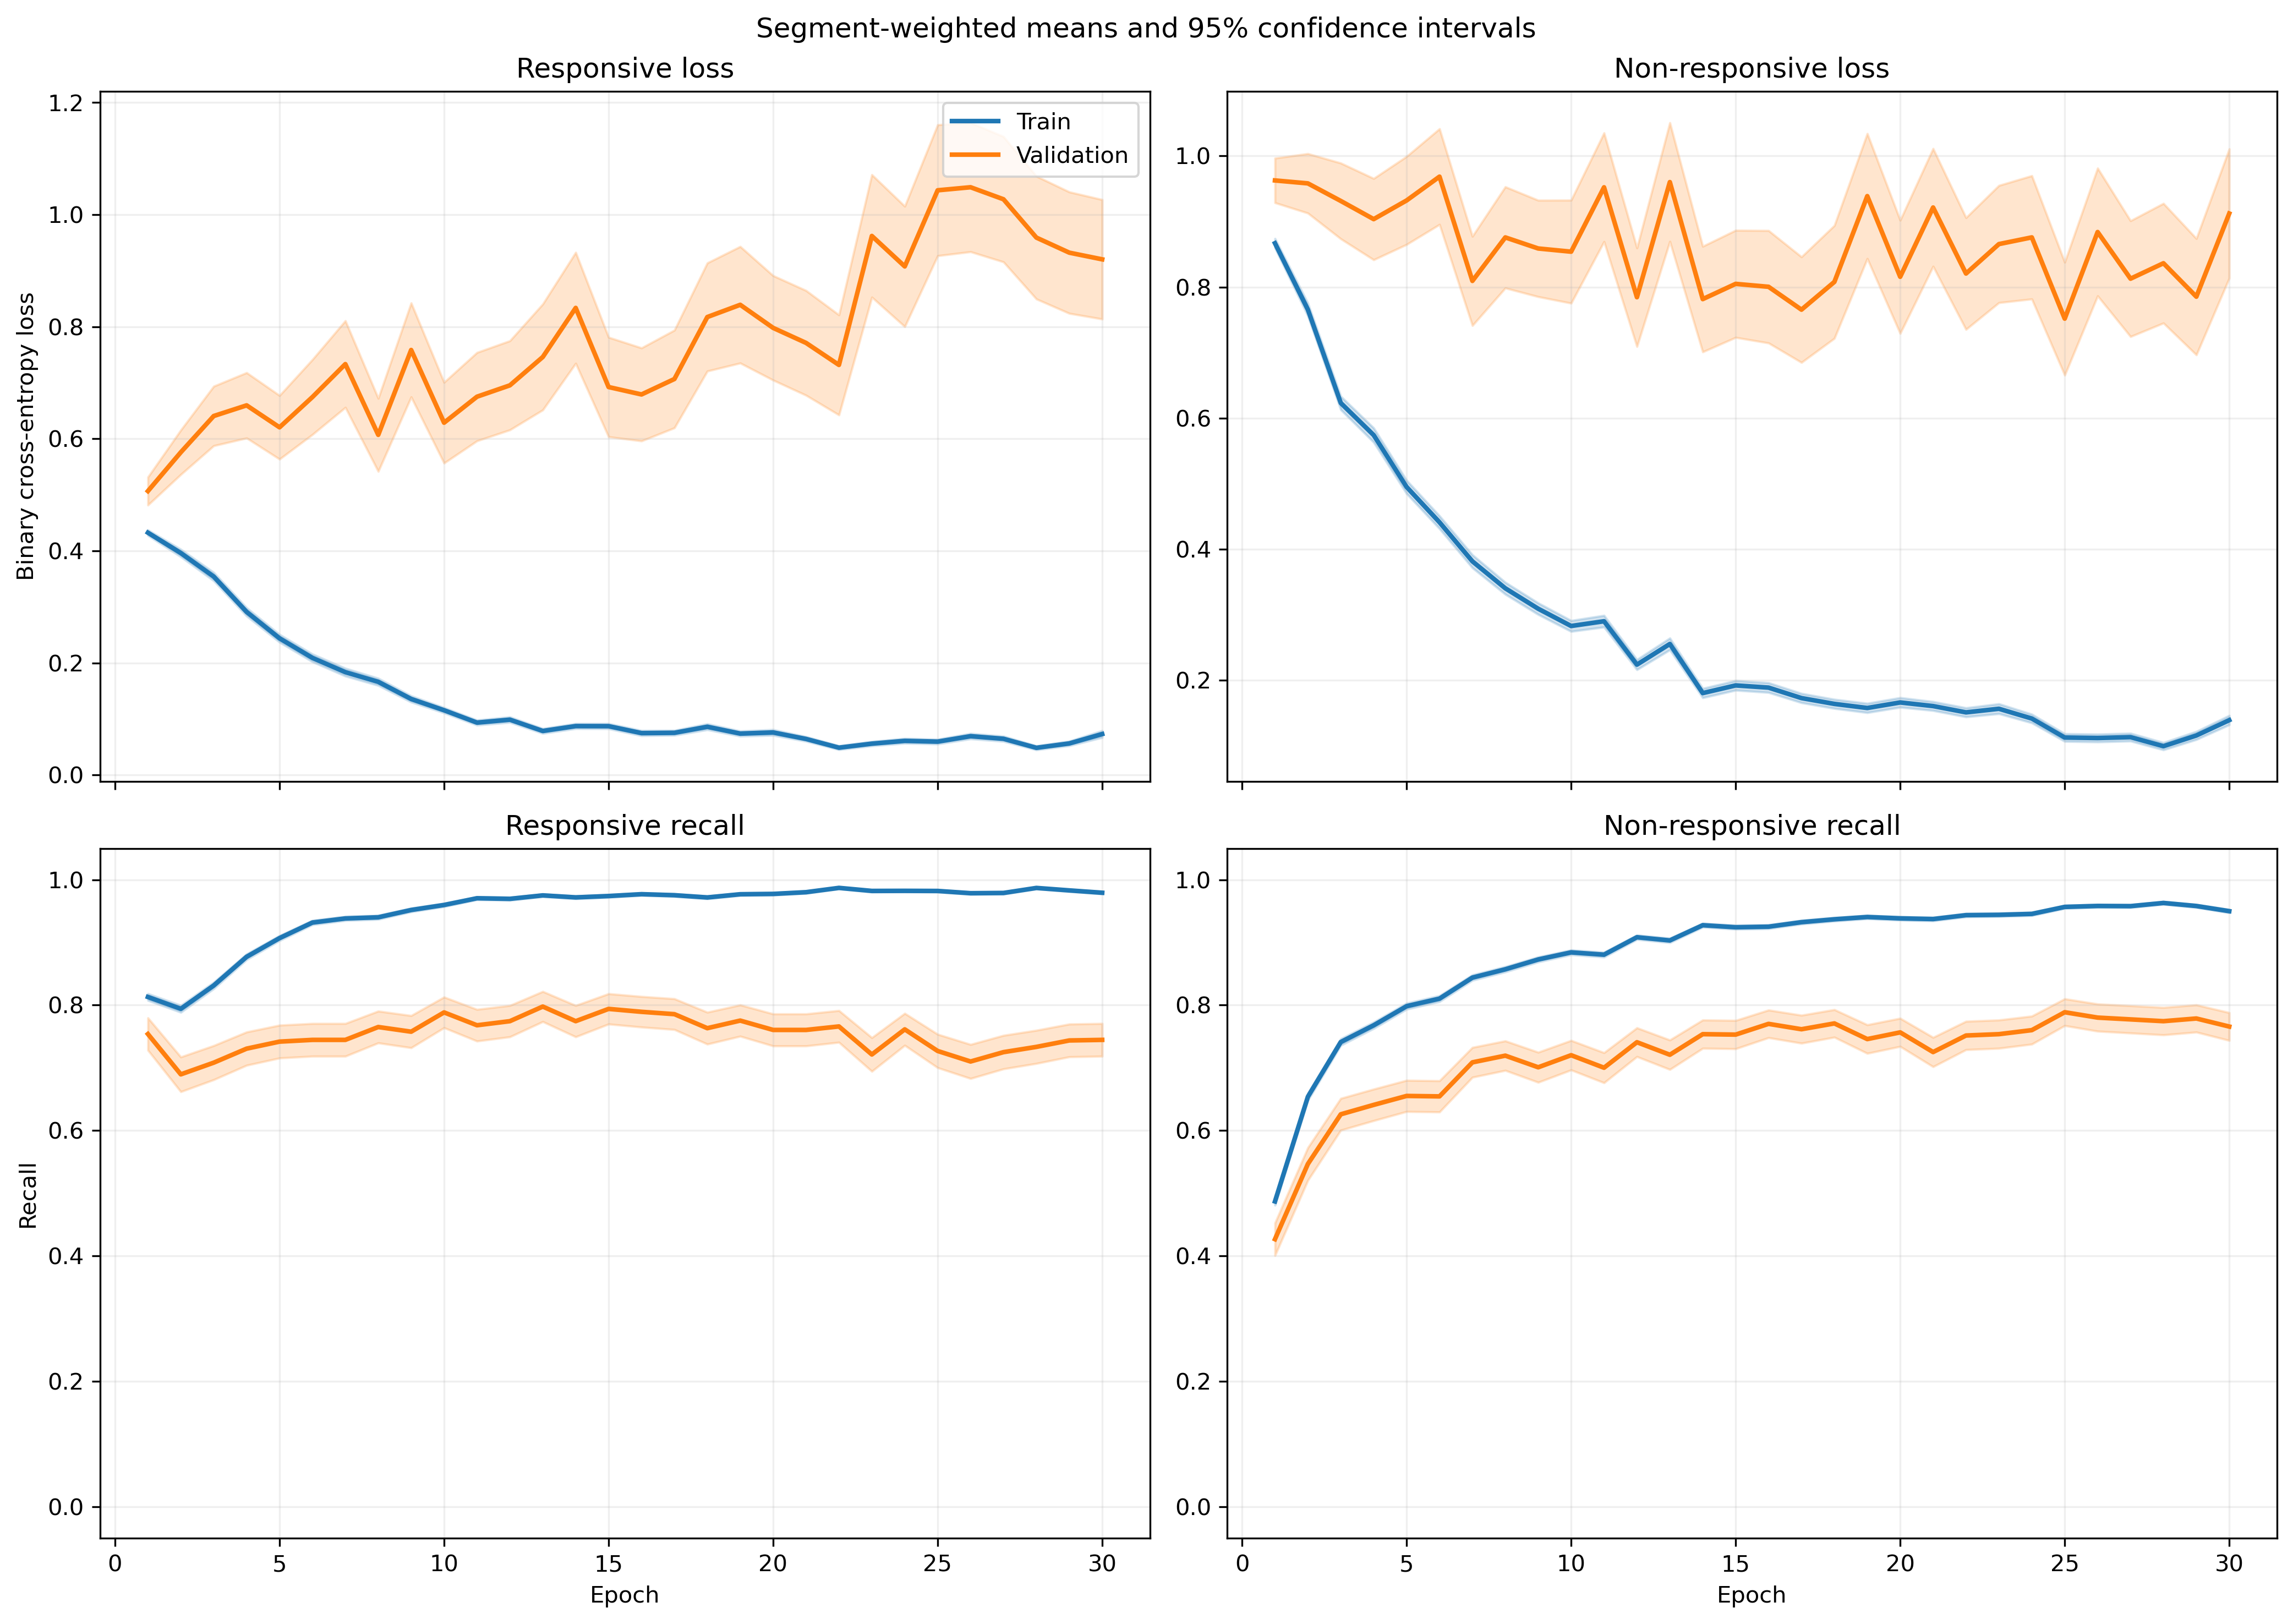 Segment-weighted means and 95% confidence intervals
Responsive loss
Non-responsive loss
Train
Validation
Binary cross-entropy loss
1.2
1.0
0.8
0.6
0.4
0.2
0.0
1.0
0.8
0.6
0.4
0.2
Responsive recall
Non-responsive recall
Recall
1.0
0.8
0.6
0.4
0.2
0.0
1.0
0.8
0.6
0.4
0.2
0.0
0 5 10 15 20 25 30
0 5 10 15 20 25 30
Epoch
Epoch